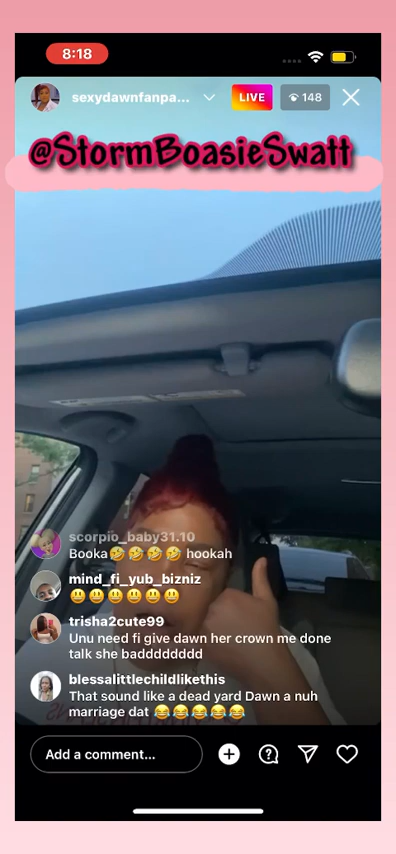 8:18
sexydawnfanpa...
LIVE
148
@StormBoasieSwatt
scorpio_baby31.10
Booka🤣🤣🤣🤣 hookah
mind_fi_yub_bizniz
😃😃😃😃😃😃
trisha2cute99
Unu need fi give dawn her crown me done
talk she badddddddd
blessalittlechildlikethis
That sound like a dead yard Dawn a nuh
marriage dat 😂😂😂😂😂
Add a comment...